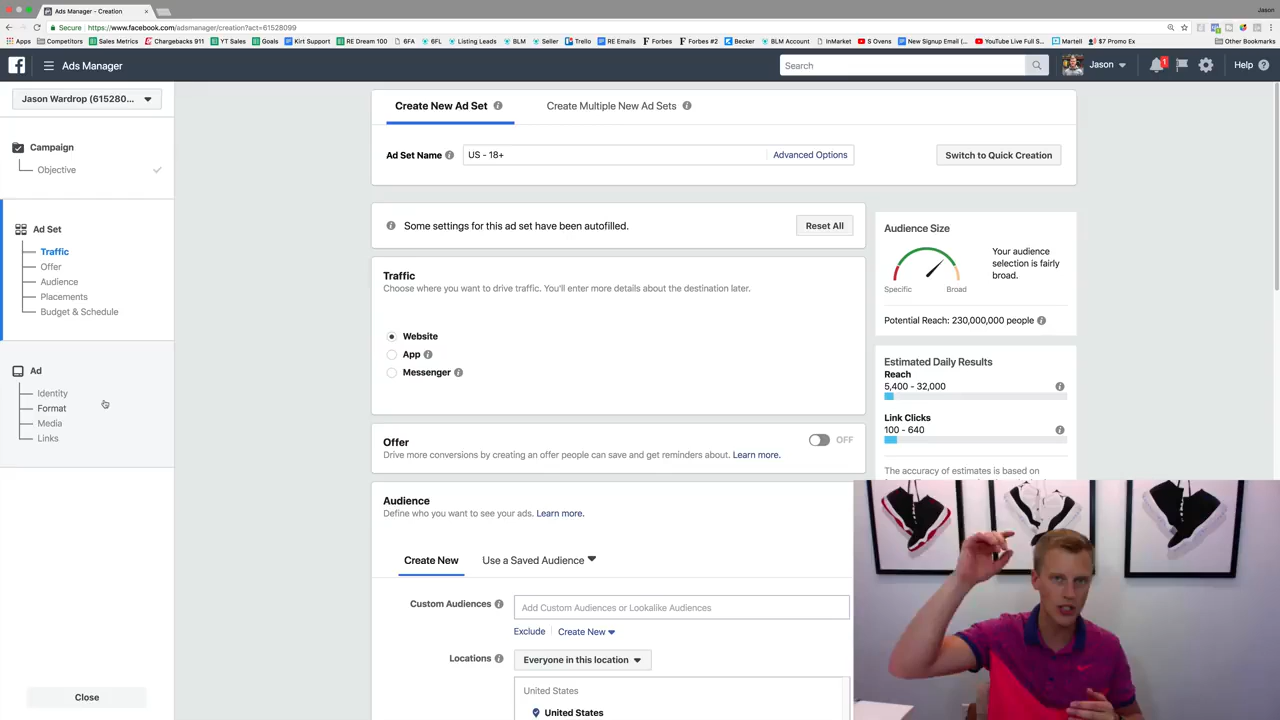 Ads Manager - Creation
Jason
Secure
https://www.facebook.com/adsmanager/creation?act=61528099
Apps
Competitors
Sales Metrics
Chargebacks 911
YT Sales
Goals
Kirt Support
RE Dream 100
6FA
6FL
Listing Leads
BLM
Seller
Trello
RE Emails
Forbes
Forbes #2
Becker
BLM Account
InMarket
S Ovens
New Signup Email (...
YouTube Live Full S...
Martell
$7 Promo Ex
Other Bookmarks
Ads Manager
Search
Jason
1
Help
Jason Wardrop (615280...
Campaign
Objective
Ad Set
Traffic
Offer
Audience
Placements
Budget & Schedule
Ad
Identity
Format
Media
Links
Close
Create New Ad Set
Create Multiple New Ad Sets
Ad Set Name
US - 18+
Advanced Options
Switch to Quick Creation
Some settings for this ad set have been autofilled.
Reset All
Traffic
Choose where you want to drive traffic. You'll enter more details about the destination later.
Website
App
Messenger
Offer
OFF
Drive more conversions by creating an offer people can save and get reminders about. Learn more.
Audience
Define who you want to see your ads. Learn more.
Create New
Use a Saved Audience
Custom Audiences
Add Custom Audiences or Lookalike Audiences
Exclude
Create New
Locations
Everyone in this location
United States
United States
Audience Size
Your audience
selection is fairly
broad.
Specific
Broad
Potential Reach: 230,000,000 people
Estimated Daily Results
Reach
5,400 - 32,000
Link Clicks
100 - 640
The accuracy of estimates is based on